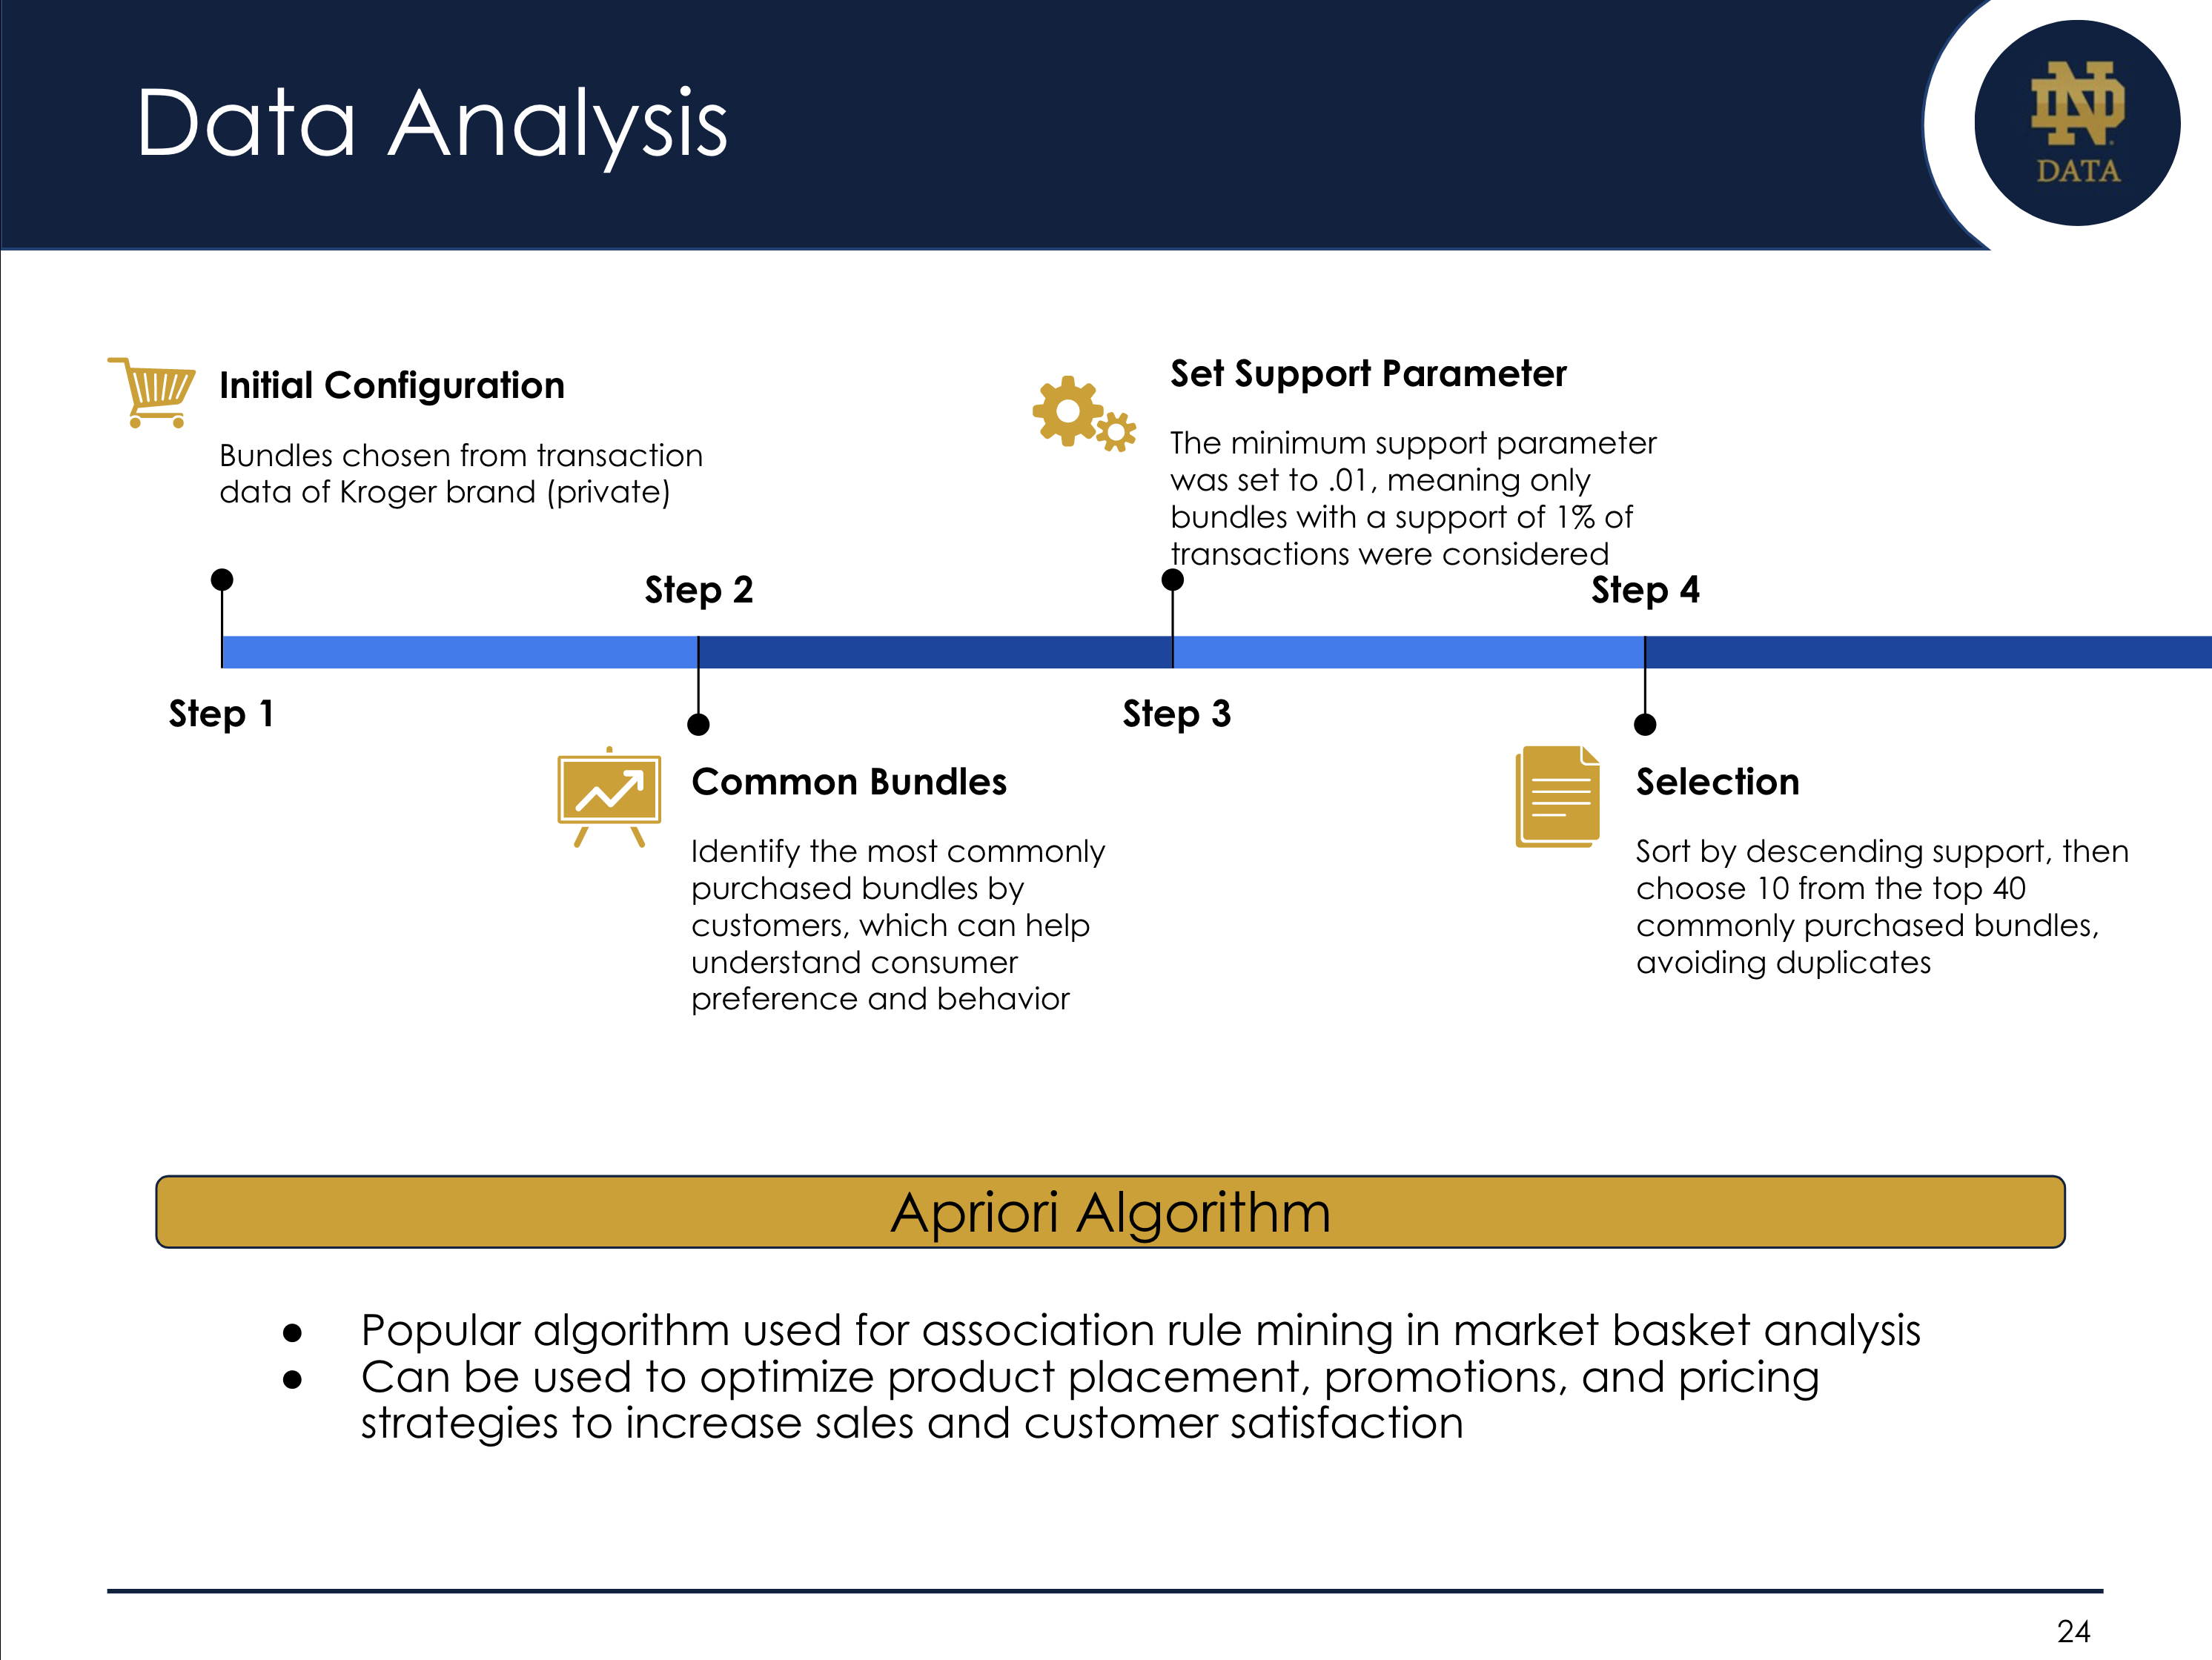 Data Analysis
ND
DATA
Initial Configuration
Bundles chosen from transaction
data of Kroger brand (private)
Set Support Parameter
The minimum support parameter
was set to .01, meaning only
bundles with a support of 1% of
transactions were considered
Step 2
Step 4
Step 1
Step 3
Common Bundles
Identify the most commonly
purchased bundles by
customers, which can help
understand consumer
preference and behavior
Selection
Sort by descending support, then
choose 10 from the top 40
commonly purchased bundles,
avoiding duplicates
Apriori Algorithm
● Popular algorithm used for association rule mining in market basket analysis
● Can be used to optimize product placement, promotions, and pricing
strategies to increase sales and customer satisfaction
24